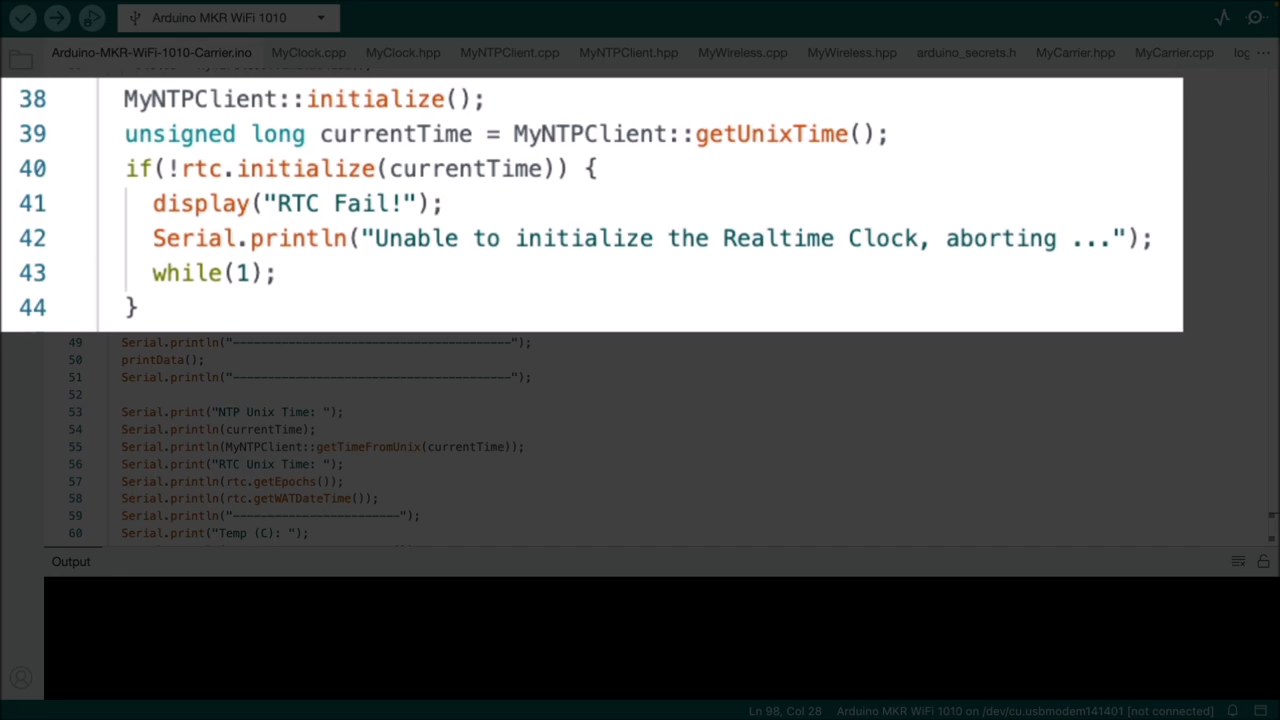 Arduino MKR WiFi 1010
Arduino-MKR-WiFi-1010-Carrier.ino MyClock.cpp MyClock.hpp MyNTPClient.cpp MyNTPClient.hpp MyWireless.cpp MyWireless.hpp arduino_secrets.h MyCarrier.hpp MyCarrier.cpp log ...
38 MyNTPClient::initialize();
39 unsigned long currentTime = MyNTPClient::getUnixTime();
40 if(!rtc.initialize(currentTime)) {
41 display("RTC Fail!");
42 Serial.println("Unable to initialize the Realtime Clock, aborting ...");
43 while(1);
44 }
49 Serial.println("----------------------------------------");
50 printData();
51 Serial.println("----------------------------------------");
52
53 Serial.print("NTP Unix Time: ");
54 Serial.println(currentTime);
55 Serial.println(MyNTPClient::getTimeFromUnix(currentTime));
56 Serial.print("RTC Unix Time: ");
57 Serial.println(rtc.getEpochs());
58 Serial.println(rtc.getWATDateTime());
59 Serial.println("------------------------");
60 Serial.print("Temp (C): ");
Output
Ln 98, Col 28 Arduino MKR WiFi 1010 on /dev/cu.usbmodem141401 [not connected]